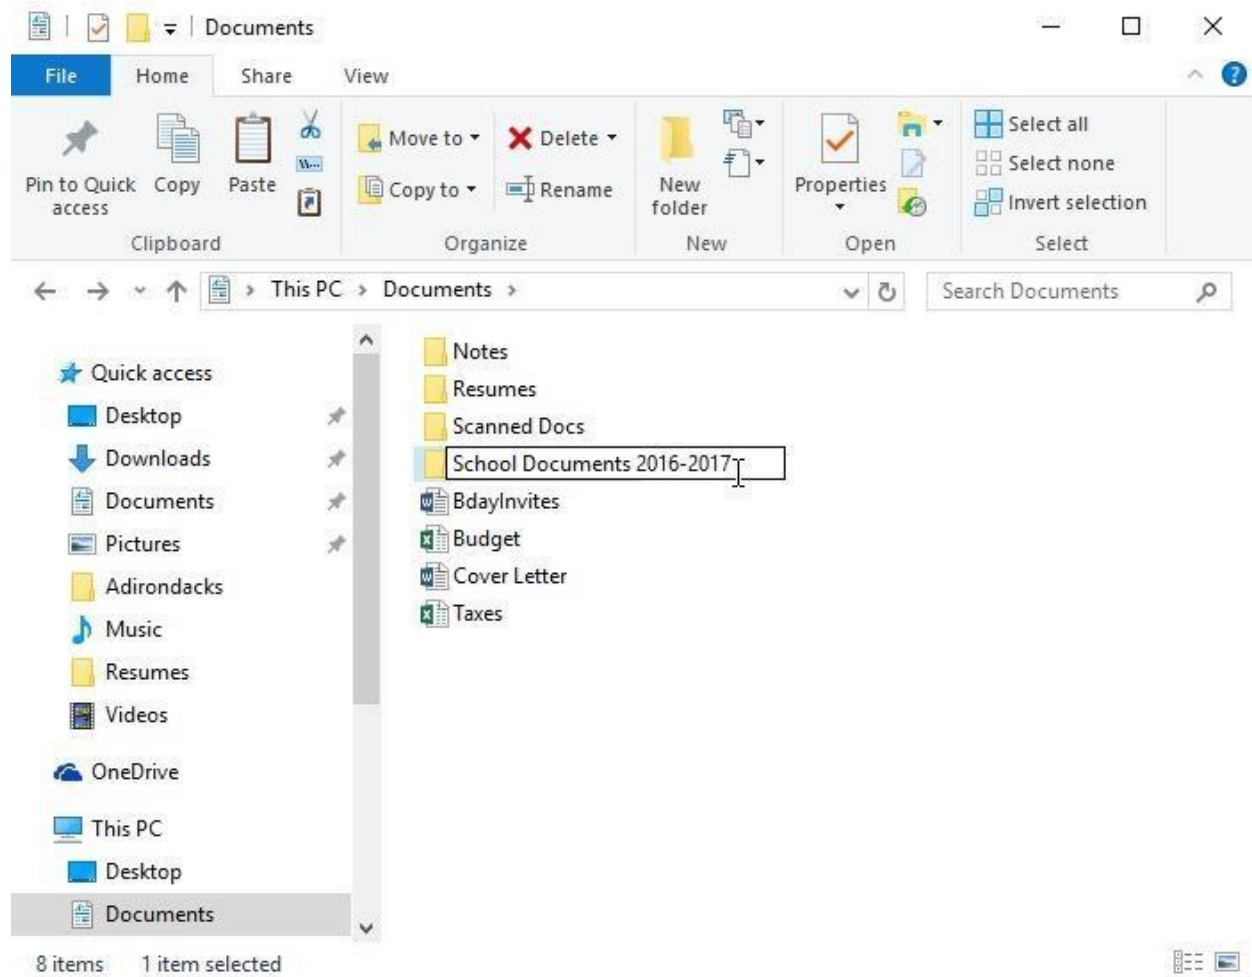 Documents
File Home Share View
Pin to Quick access
Copy
Paste
Clipboard
Move to
Copy to
Delete
Rename
Organize
New folder
New
Properties
Open
Select all
Select none
Invert selection
Select
This PC > Documents >
Search Documents
Quick access
Desktop
Downloads
Documents
Pictures
Adirondacks
Music
Resumes
Videos
OneDrive
This PC
Desktop
Documents
Notes
Resumes
Scanned Docs
School Documents 2016-2017
BdayInvites
Budget
Cover Letter
Taxes
8 items 1 item selected